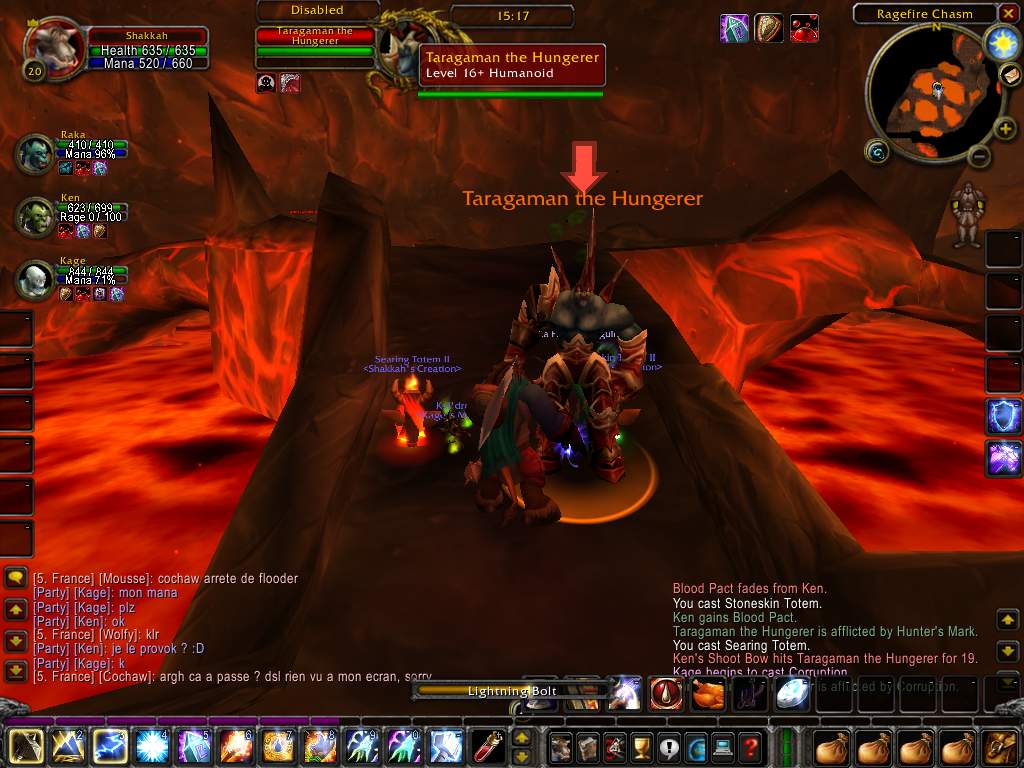 Disabled
15:17
Ragefire Chasm
N
Shakkah
Health 635 / 635
Mana 520 / 660
20
Taragaman the
Hungerer
Taragaman the Hungerer
Level 16+ Humanoid
Raka
410 / 410
Mana 96%
Ken
623 / 699
Rage 0 / 100
Kage
844 / 844
Mana 71%
Taragaman the Hungerer
Searing Totem II
<Shakkah's Creation>
[5. France] [Mousse]: cochaw arrete de flooder
[Party] [Kage]: mon mana
[Party] [Kage]: plz
[Party] [Ken]: ok
[5. France] [Wolfy]: klr
[Party] [Ken]: je le provok ? :D
[Party] [Kage]: k
[5. France] [Cochaw]: argh ca a passe ? dsl rien vu a mon ecran, sorry
Blood Pact fades from Ken.
You cast Stoneskin Totem.
Ken gains Blood Pact.
Taragaman the Hungerer is afflicted by Hunter's Mark.
You cast Searing Totem.
Ken's Shoot Bow hits Taragaman the Hungerer for 19.
Kage begins to cast Corruption.
is afflicted by Corruption.
Lightning Bolt